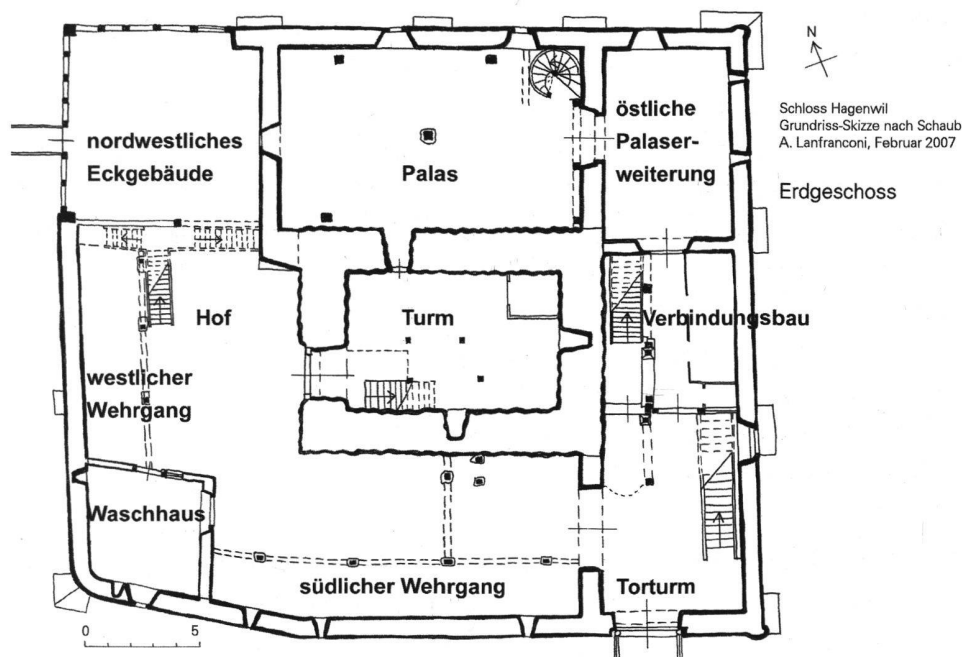 N
Schloss Hagenwil
Grundriss-Skizze nach Schaub
A. Lanfranconi, Februar 2007
Erdgeschoss
nordwestliches
Eckgebäude
Palas
östliche
Palaser-
weiterung
Hof
Turm
Verbindungsbau
westlicher
Wehrgang
Waschhaus
südlicher Wehrgang
Torturm
0 5